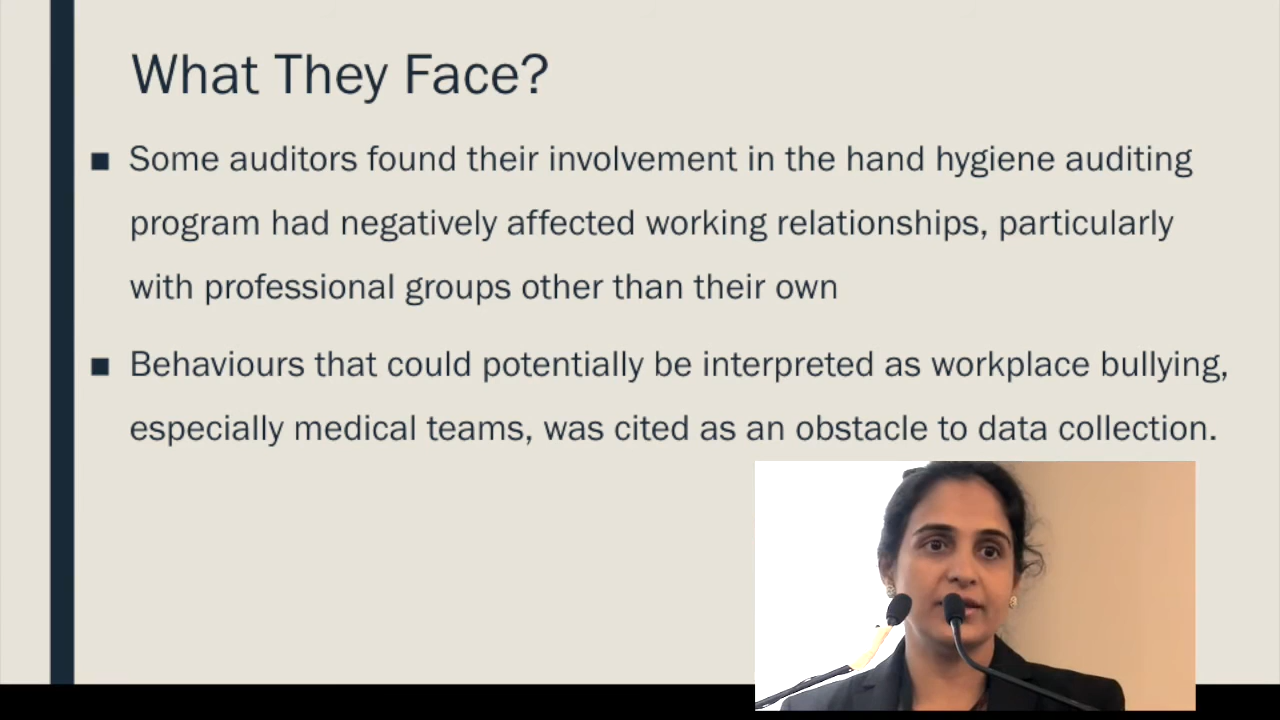 What They Face?
■ Some auditors found their involvement in the hand hygiene auditing
program had negatively affected working relationships, particularly
with professional groups other than their own
■ Behaviours that could potentially be interpreted as workplace bullying,
especially medical teams, was cited as an obstacle to data collection.